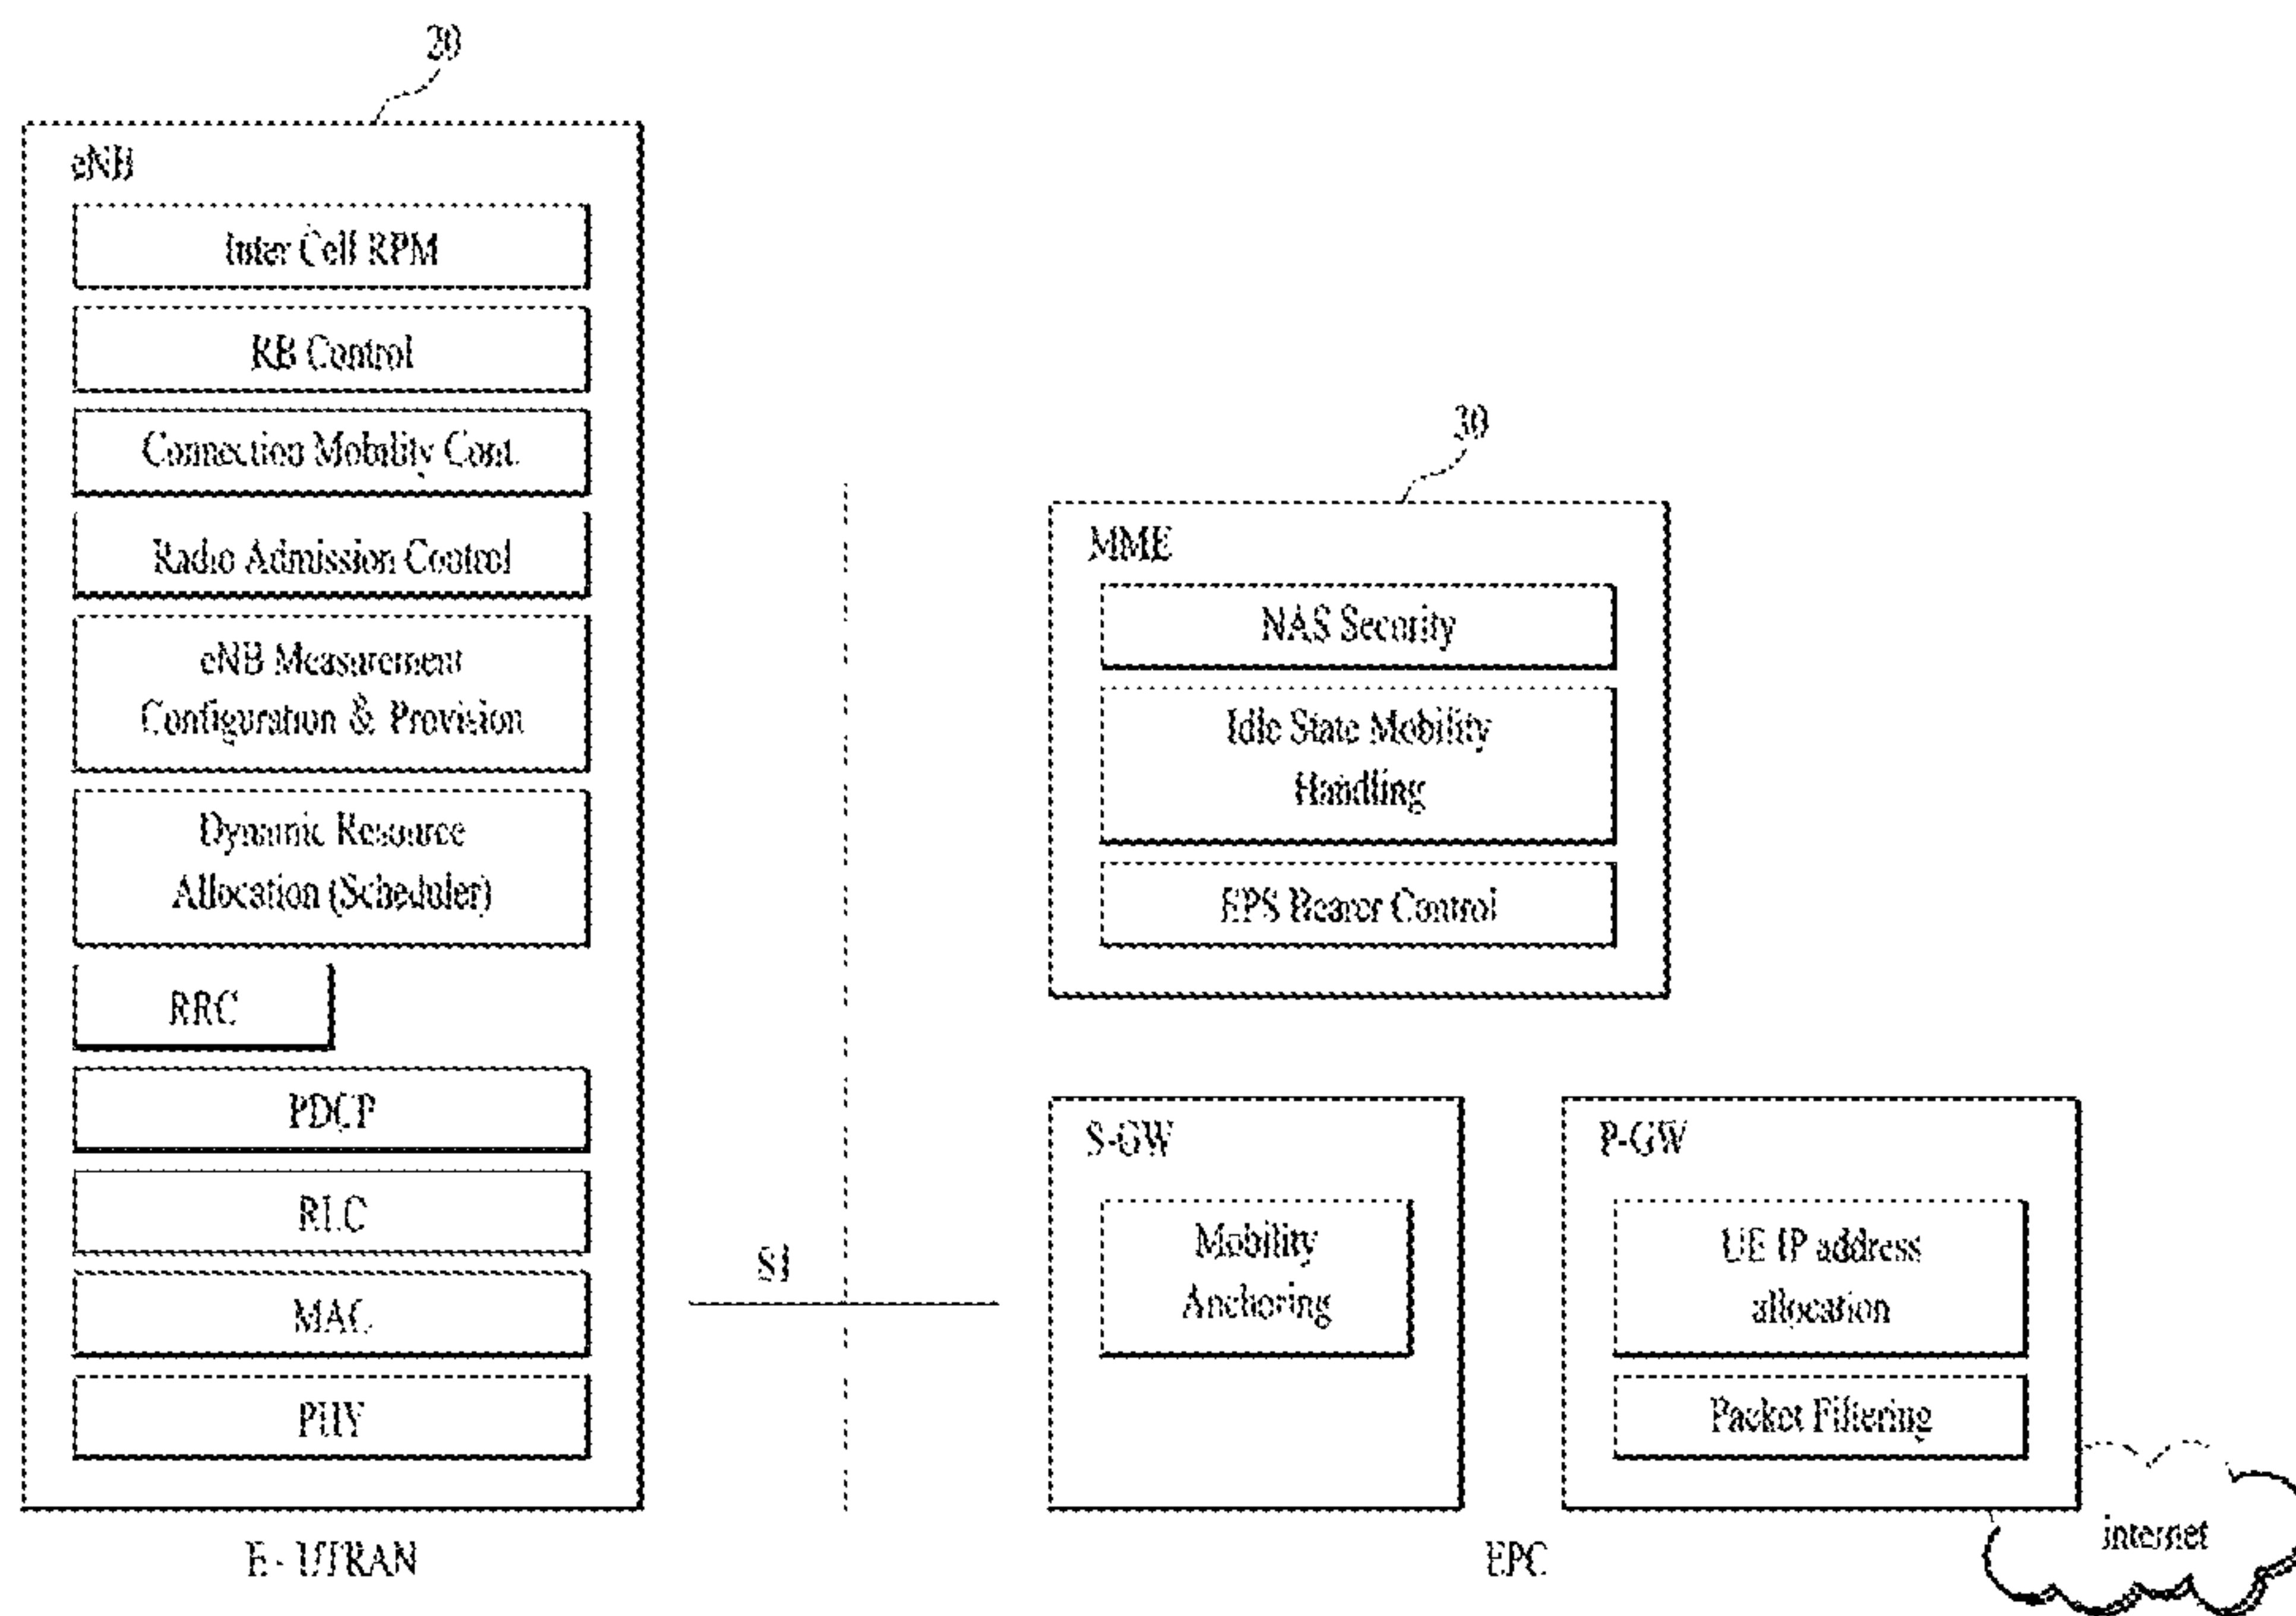 20
eNB
Inter Cell RPM
RB Control
Connection Mobility Cont.
Radio Admission Control
eNB Measurement
Configuration & Provision
Dynamic Resource
Allocation (Scheduler)
RRC
PDCP
RLC
MAC
PHY
E - UTRAN
S1
30
MME
NAS Security
Idle State Mobility
Handling
EPS Bearer Control
S-GW
Mobility
Anchoring
P-GW
UE IP address
allocation
Packet Filtering
internet
EPC